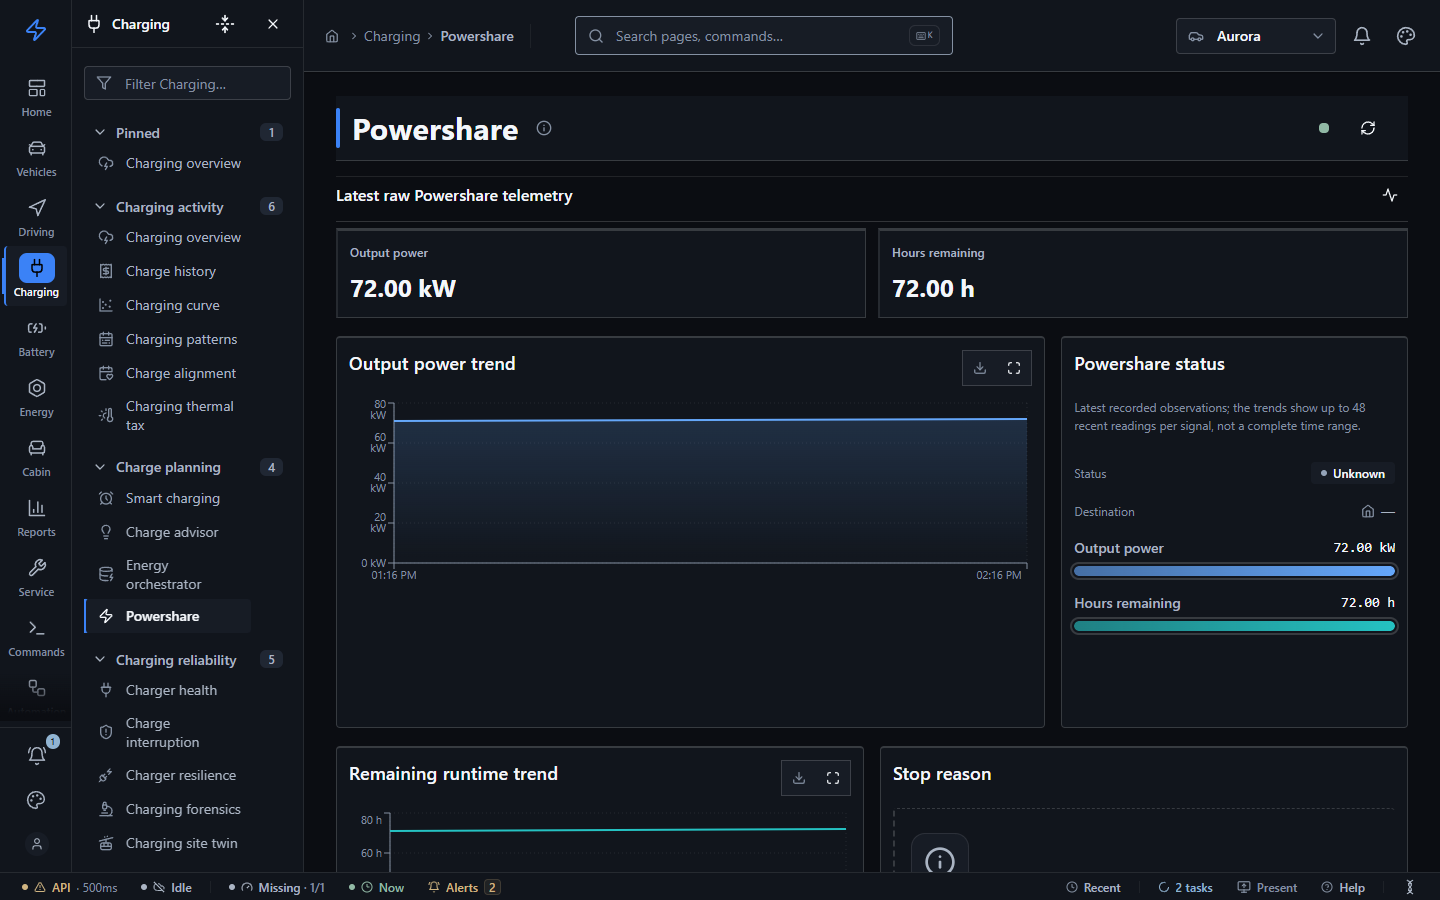 Charging
Charging
Powershare
Search pages, commands...
K
Aurora
Home
Vehicles
Driving
Charging
Battery
Energy
Cabin
Reports
Service
Commands
1
Filter Charging...
Pinned
1
Charging overview
Charging activity
6
Charging overview
Charge history
Charging curve
Charging patterns
Charge alignment
Charging thermal
tax
Charge planning
4
Smart charging
Charge advisor
Energy
orchestrator
Powershare
Charging reliability
5
Charger health
Charge
interruption
Charger resilience
Charging forensics
Charging site twin
Powershare
Latest raw Powershare telemetry
Output power
72.00 kW
Hours remaining
72.00 h
Output power trend
80
kW
60
kW
40
kW
20
kW
0 kW
01:16 PM
02:16 PM
Powershare status
Latest recorded observations; the trends show up to 48
recent readings per signal, not a complete time range.
Status
Unknown
Destination
—
Output power
72.00 kW
Hours remaining
72.00 h
Remaining runtime trend
80 h
60 h
Stop reason
API · 500ms
Idle
Missing · 1/1
Now
Alerts 2
Recent
2 tasks
Present
Help